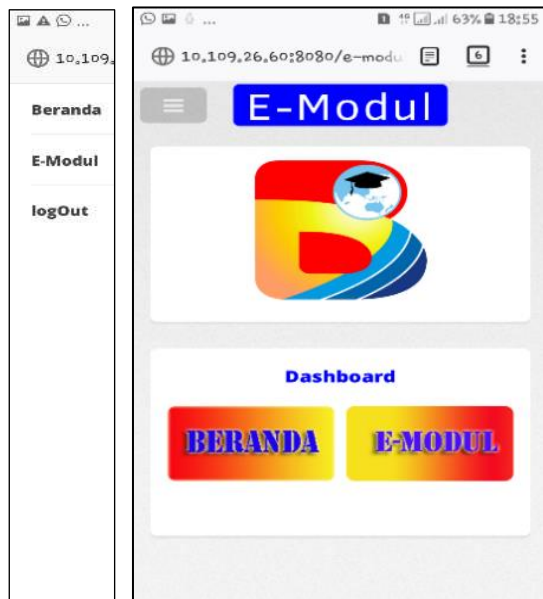 10.109.
Beranda
E-Modul
logOut
63% 18:55
10.109.26.60:8080/e-modu
6
E-Modul
Dashboard
BERANDA
E-MODUL